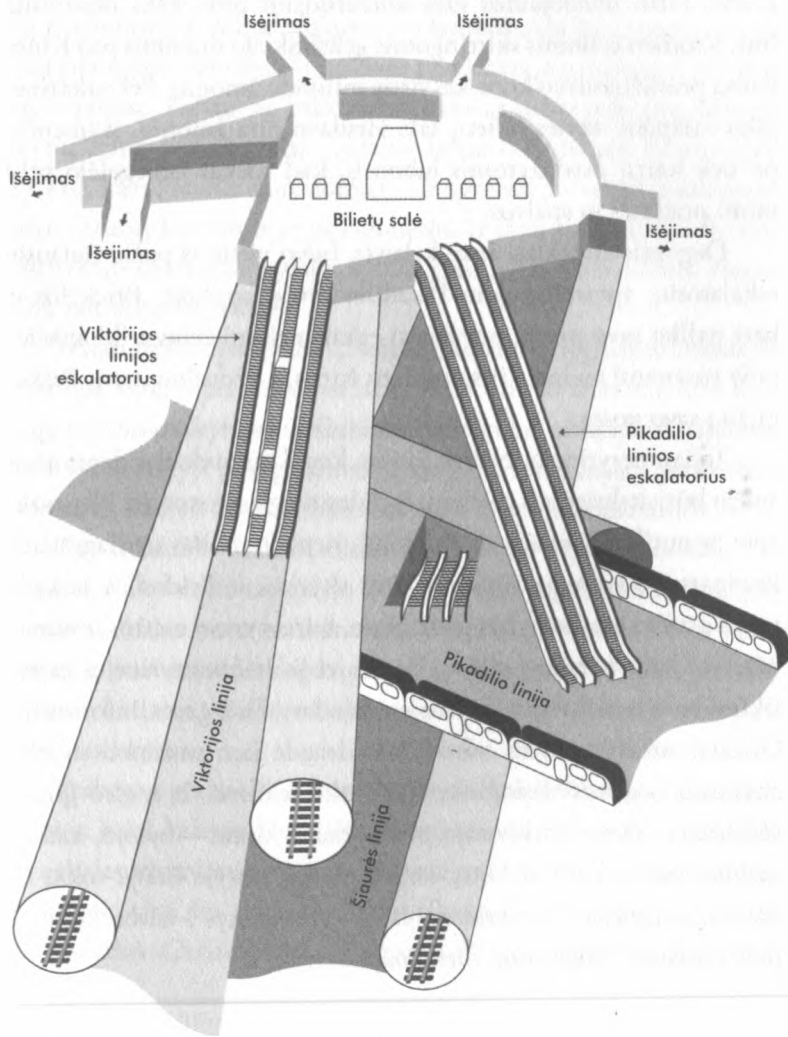 Išėjimas
Išėjimas
Išėjimas
Išėjimas
Bilietų salė
Išėjimas
Viktorijos
linijos
eskalatorius
Pikadilio
linijos
eskalatorius
Pikadilio linija
Viktorijos linija
Šiaurės linija